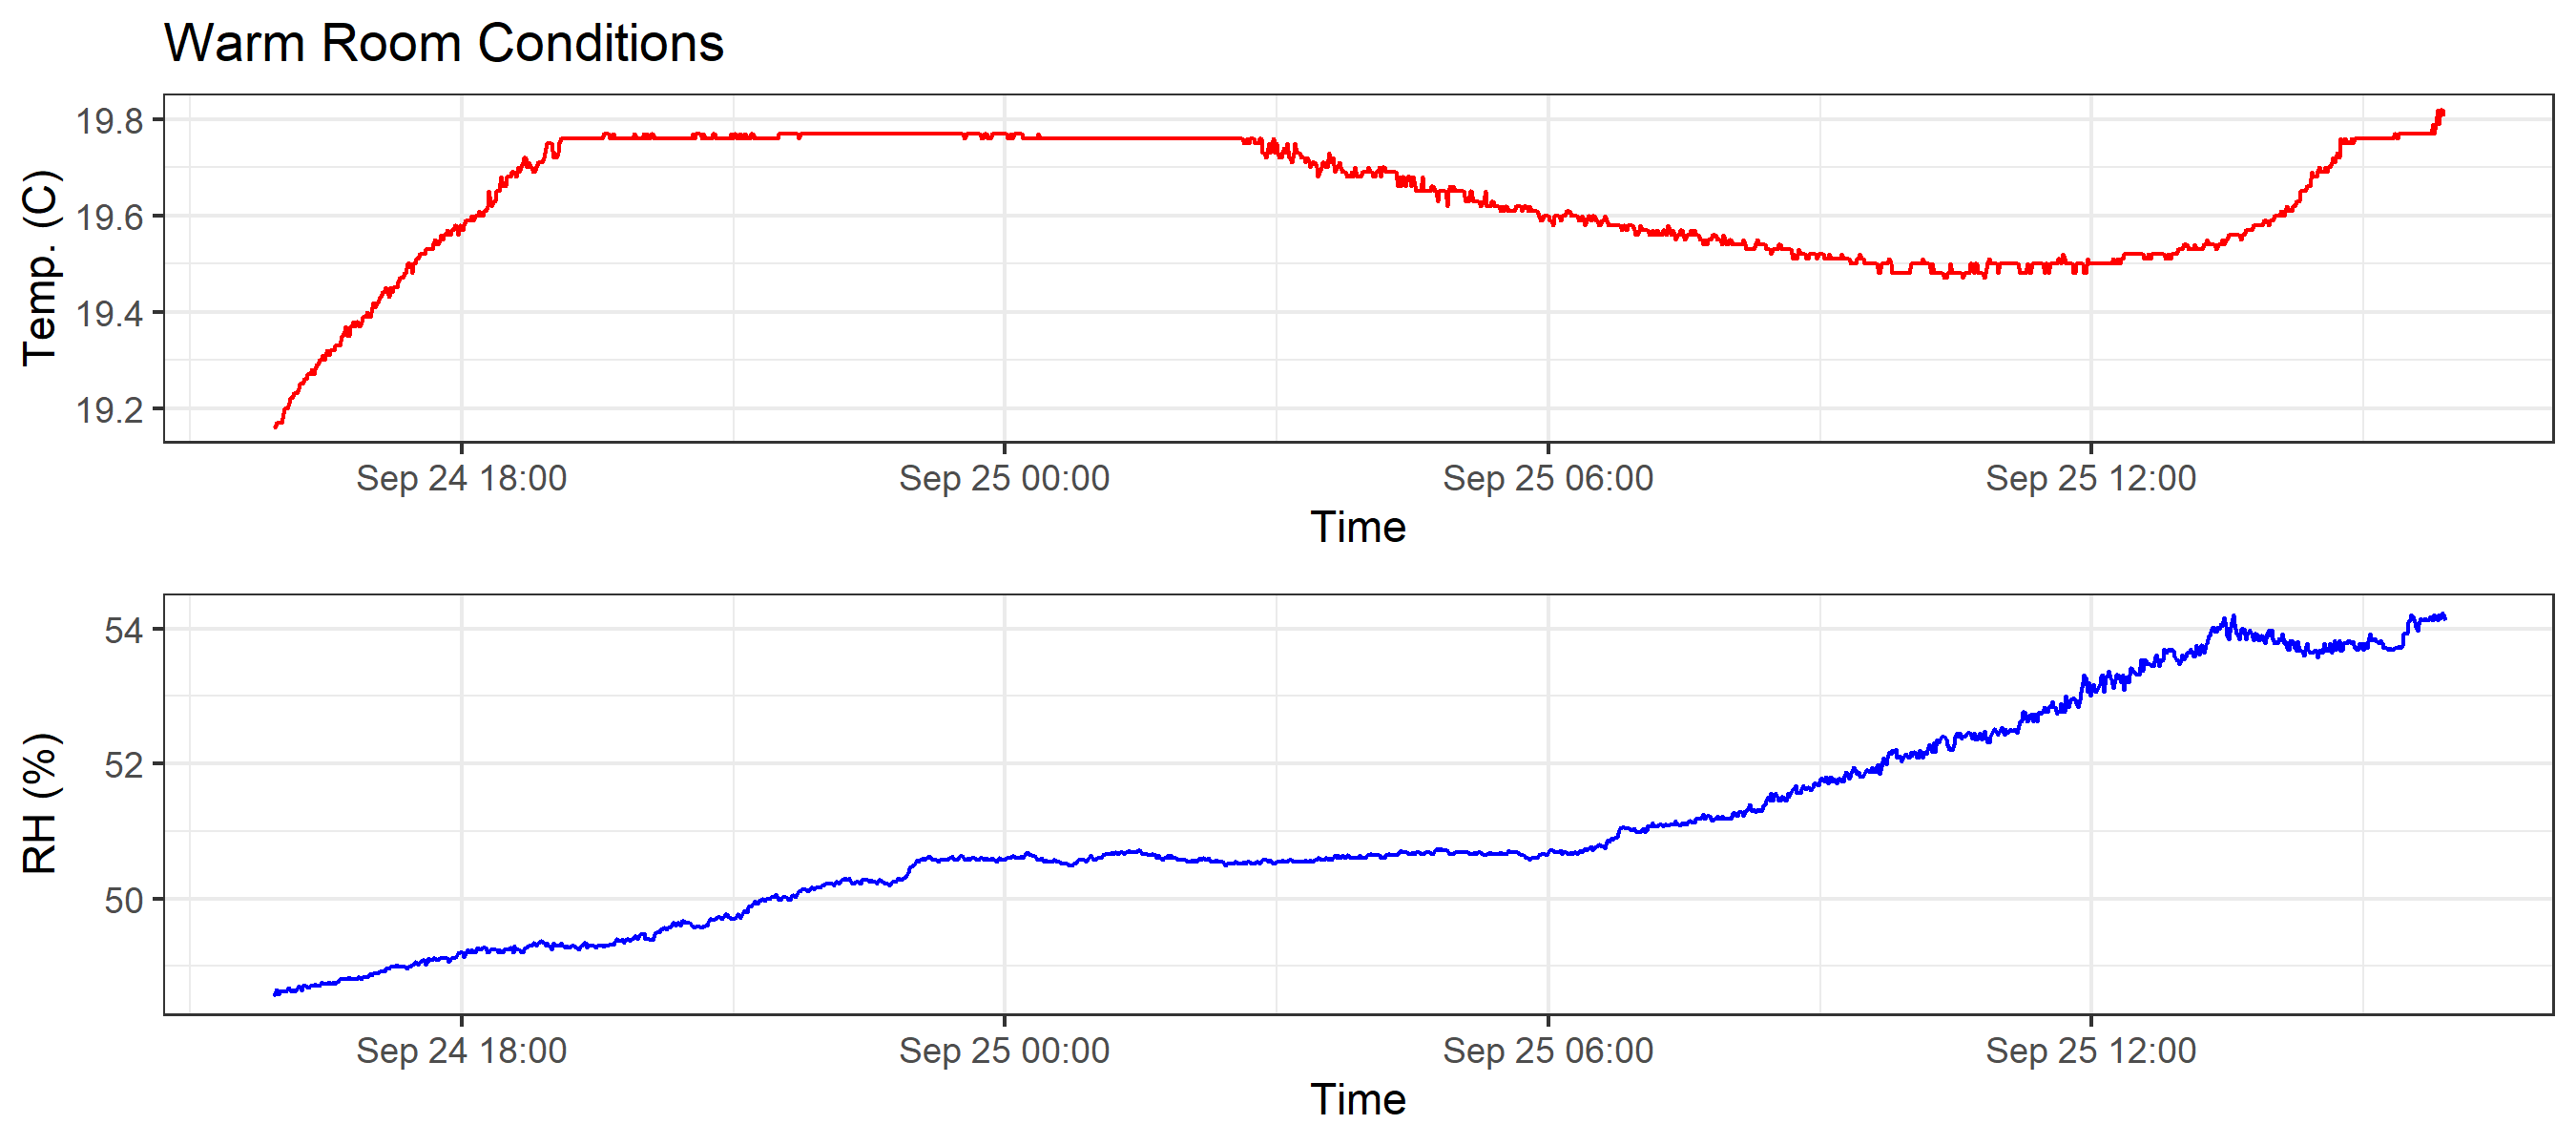 Warm Room Conditions
Temp. (C)
19.8
19.6
19.4
19.2
Sep 24 18:00 Sep 25 00:00 Sep 25 06:00 Sep 25 12:00
Time
RH (%)
54
52
50
Sep 24 18:00 Sep 25 00:00 Sep 25 06:00 Sep 25 12:00
Time